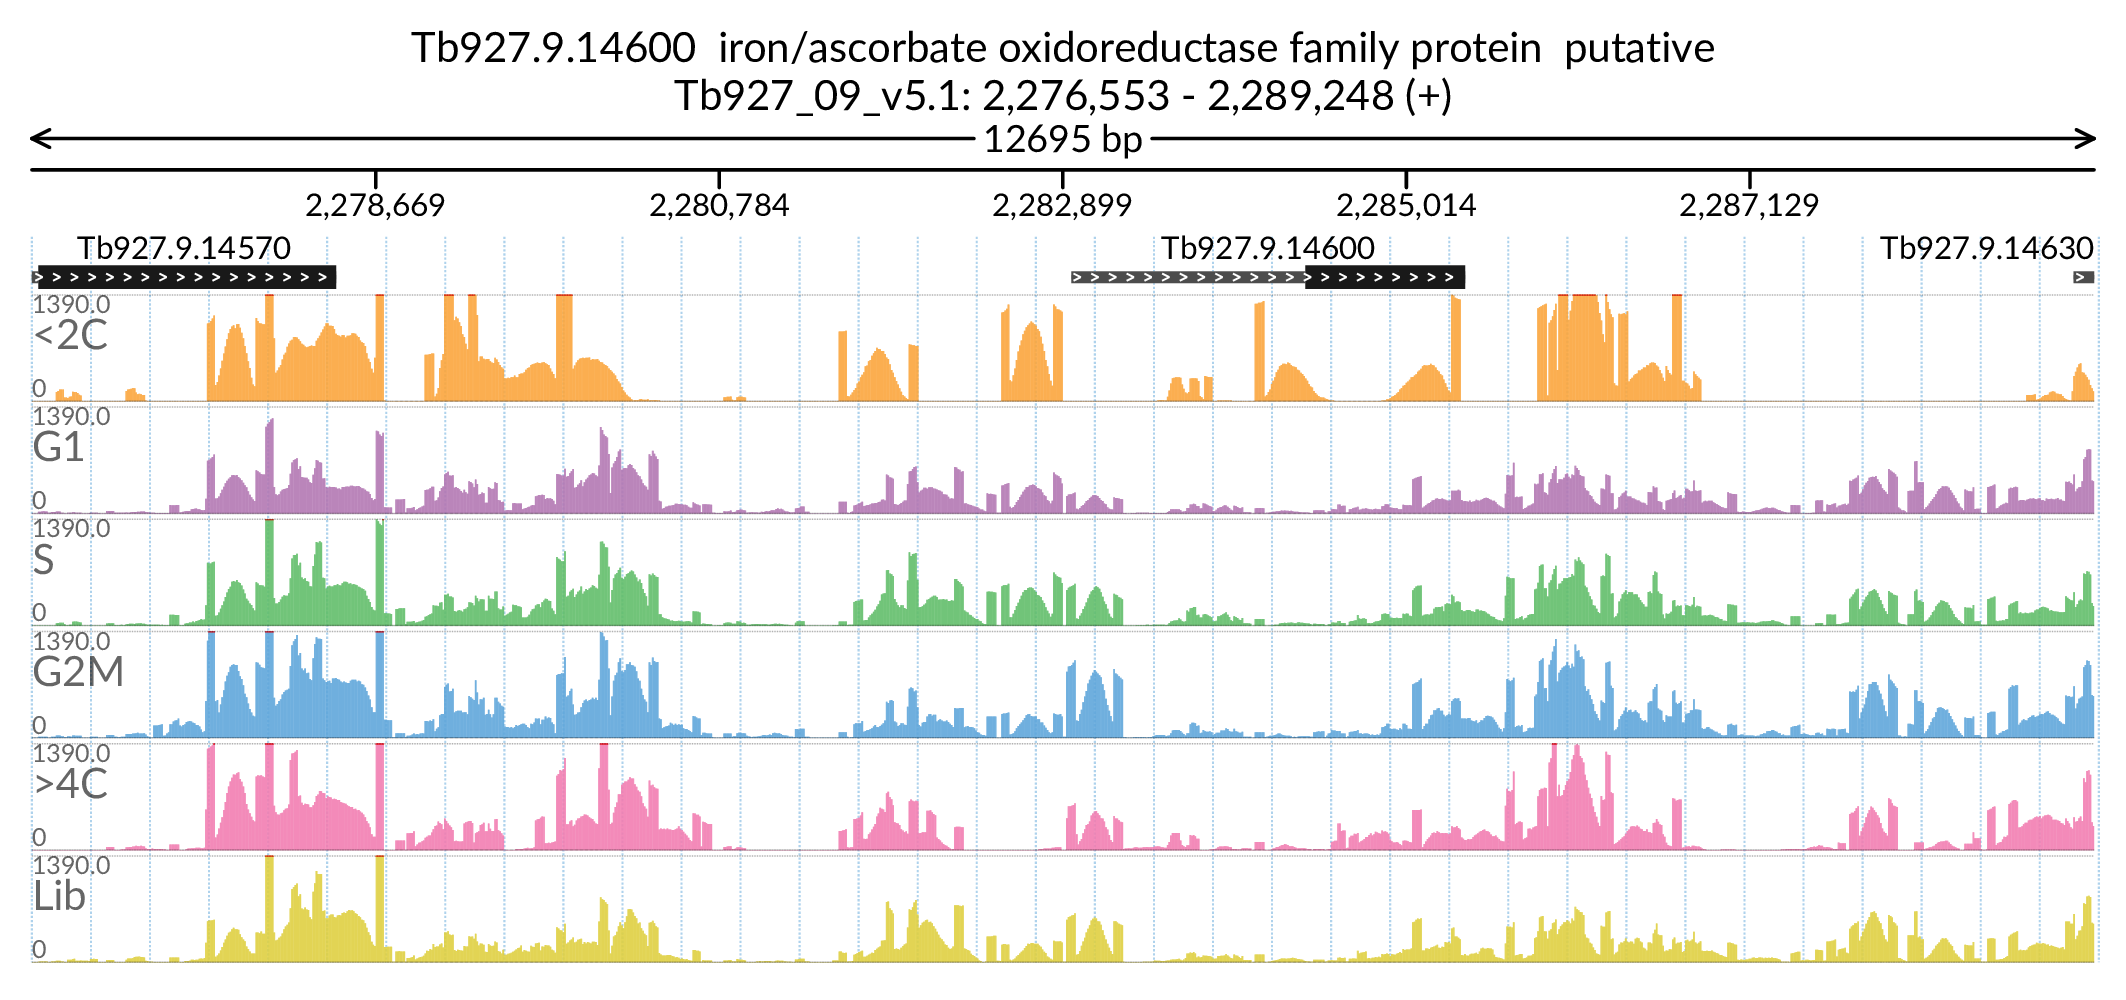 Tb927.9.14600  iron/ascorbate oxidoreductase family protein  putative
Tb927_09_v5.1: 2,276,553 - 2,289,248 (+)
12695 bp
2,278,669 2,280,784 2,282,899 2,285,014 2,287,129
Tb927.9.14570 Tb927.9.14600 Tb927.9.14630
1390.0
<2C
0
1390.0
G1
0
1390.0
S
0
1390.0
G2M
0
1390.0
>4C
0
1390.0
Lib
0